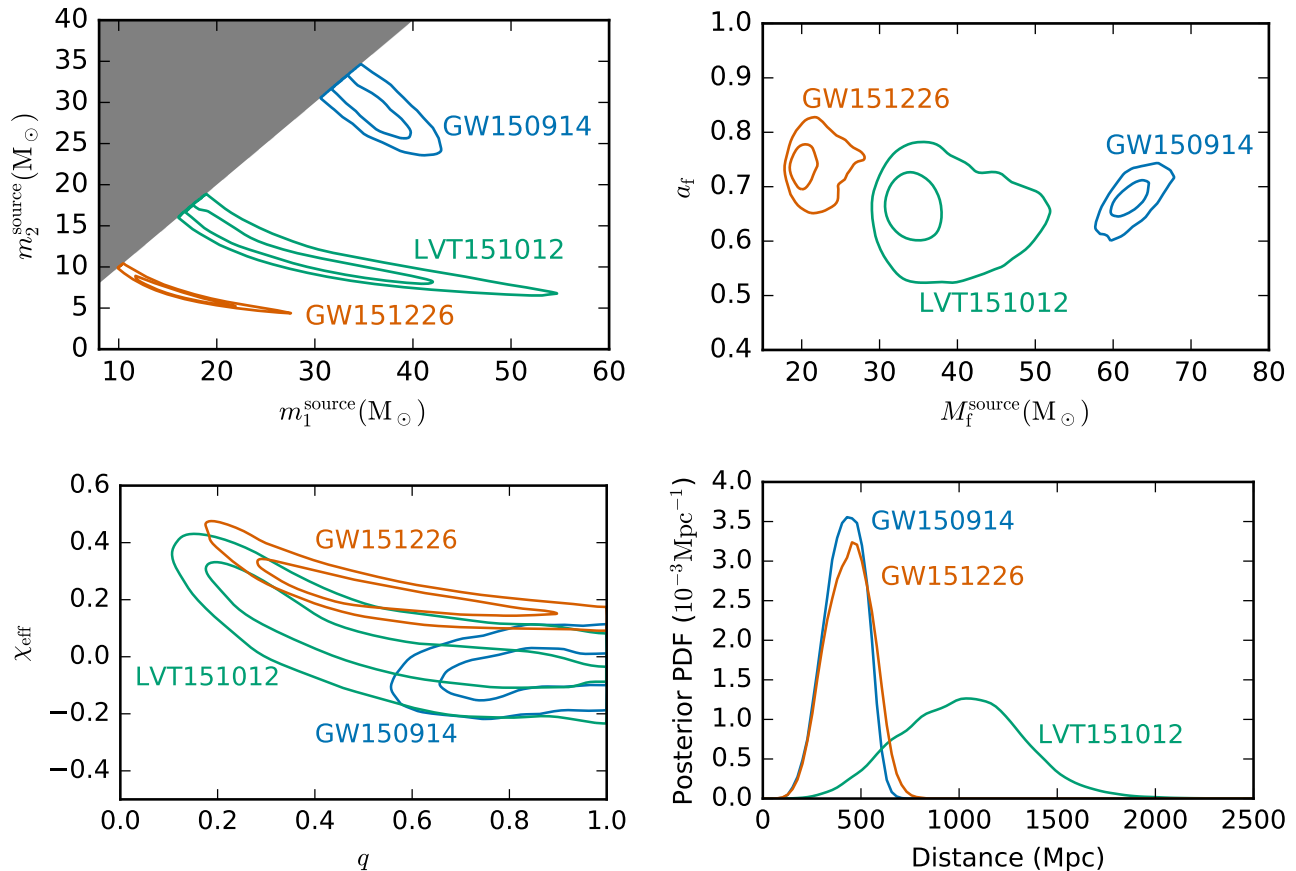 40
35
30
25
20
15
10
5
0
m₂^source (M⊙)
GW150914
LVT151012
GW151226
10 20 30 40 50 60
m₁^source (M⊙)
1.0
0.9
0.8
0.7
0.6
0.5
0.4
a_f
GW151226
GW150914
LVT151012
20 30 40 50 60 70 80
M_f^source (M⊙)
0.6
0.4
0.2
0.0
−0.2
−0.4
χ_eff
GW151226
LVT151012
GW150914
0.0 0.2 0.4 0.6 0.8 1.0
q
4.0
3.5
3.0
2.5
2.0
1.5
1.0
0.5
0.0
Posterior PDF (10⁻³Mpc⁻¹)
GW150914
GW151226
LVT151012
0 500 1000 1500 2000 2500
Distance (Mpc)